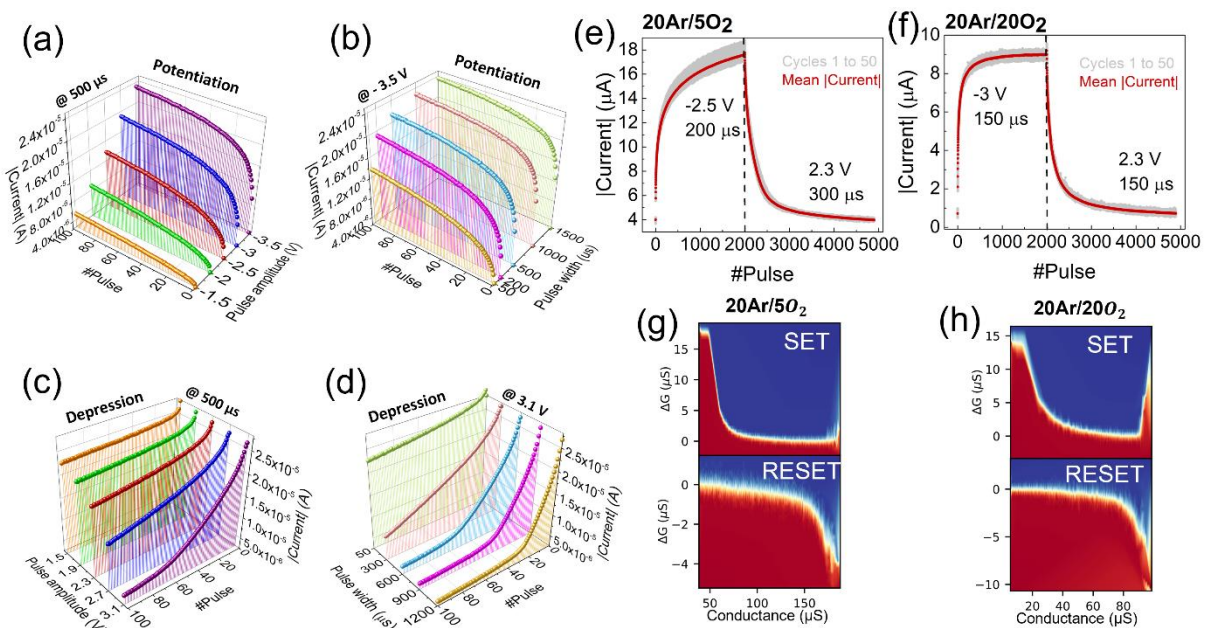 (a)
Potentiation
@ 500 µs
2.4x10⁻⁵
2.0x10⁻⁵
1.6x10⁻⁵
1.2x10⁻⁵
8.0x10⁻⁶
4.0x10⁻⁶
|Current| (A)
100
80
60
40
20
0
#Pulse
-3.5
-3
-2.5
-2
-1.5
Pulse amplitude (V)
(b)
Potentiation
@ -3.5 V
2.4x10⁻⁵
2.0x10⁻⁵
1.6x10⁻⁵
1.2x10⁻⁵
8.0x10⁻⁶
4.0x10⁻⁶
|Current| (A)
100
80
60
40
20
0
#Pulse
1500
1000
500
200
50
Pulse width (us)
(e)
20Ar/5O₂
18
16
14
12
10
8
6
4
|Current| (µA)
Cycles 1 to 50
Mean |Current|
-2.5 V
200 µs
2.3 V
300 µs
0 1000 2000 3000 4000 5000
#Pulse
(f)
20Ar/20O₂
10
8
6
4
2
0
|Current| (µA)
Cycles 1 to 50
Mean |Current|
-3 V
150 µs
2.3 V
150 µs
0 1000 2000 3000 4000 5000
#Pulse
(c)
Depression
@ 500 µs
2.5x10⁻⁵
2.0x10⁻⁵
1.5x10⁻⁵
1.0x10⁻⁵
5.0x10⁻⁶
|Current| (A)
1.5
1.9
2.3
2.7
3.1
Pulse amplitude (V)
100
80
60
40
20
0
#Pulse
(d)
Depression
@ 3.1 V
2.5x10⁻⁵
2.0x10⁻⁵
1.5x10⁻⁵
1.0x10⁻⁵
5.0x10⁻⁶
|Current| (A)
50
300
600
900
1200
Pulse width (µs)
100
80
60
40
20
0
#Pulse
(g)
20Ar/5O₂
SET
15
10
5
0
ΔG (µS)
RESET
0
−2
−4
ΔG (µS)
50 100 150
Conductance (µS)
(h)
20Ar/20O₂
SET
15
10
5
0
ΔG (µS)
RESET
0
−5
−10
ΔG (µS)
20 40 60 80
Conductance (µS)